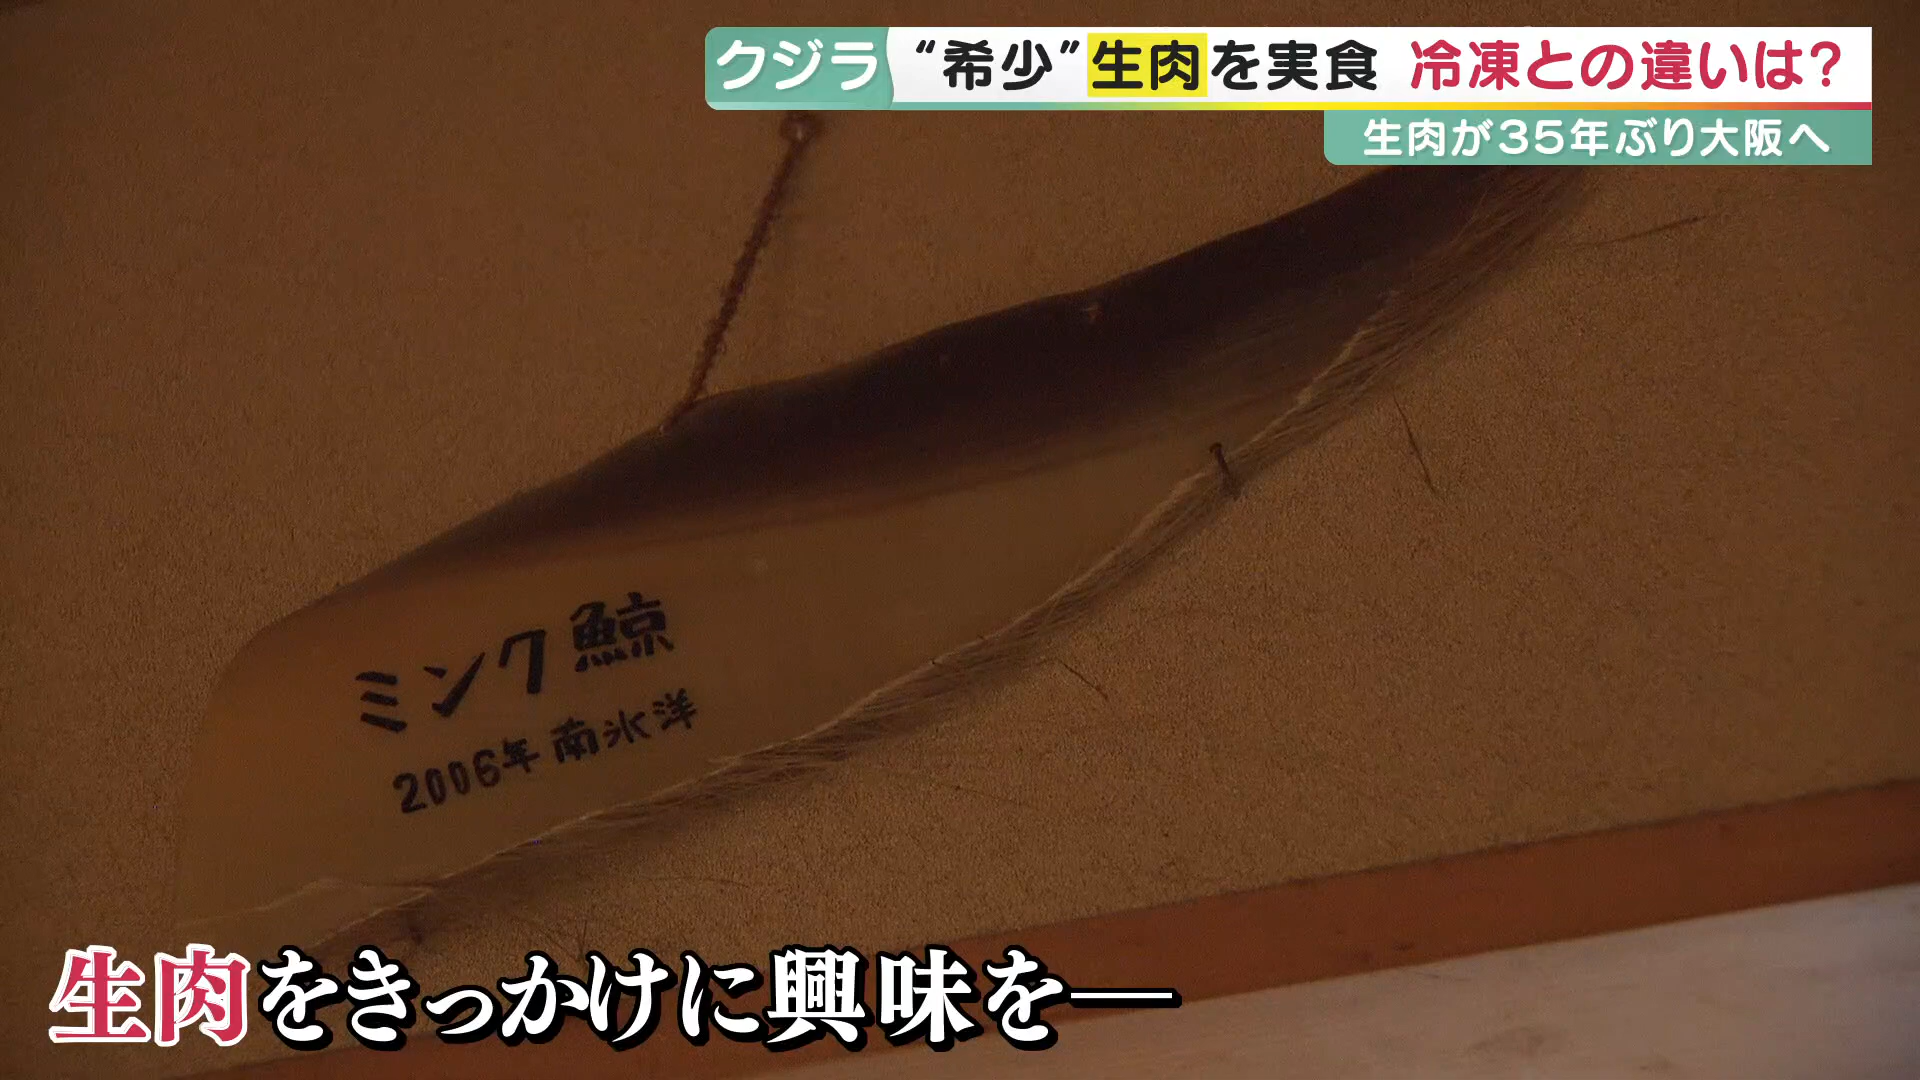 クジラ “希少”生肉を実食 冷凍との違いは？
生肉が35年ぶり大阪へ
ミンク鯨
2006年 南氷洋
生肉をきっかけに興味を―